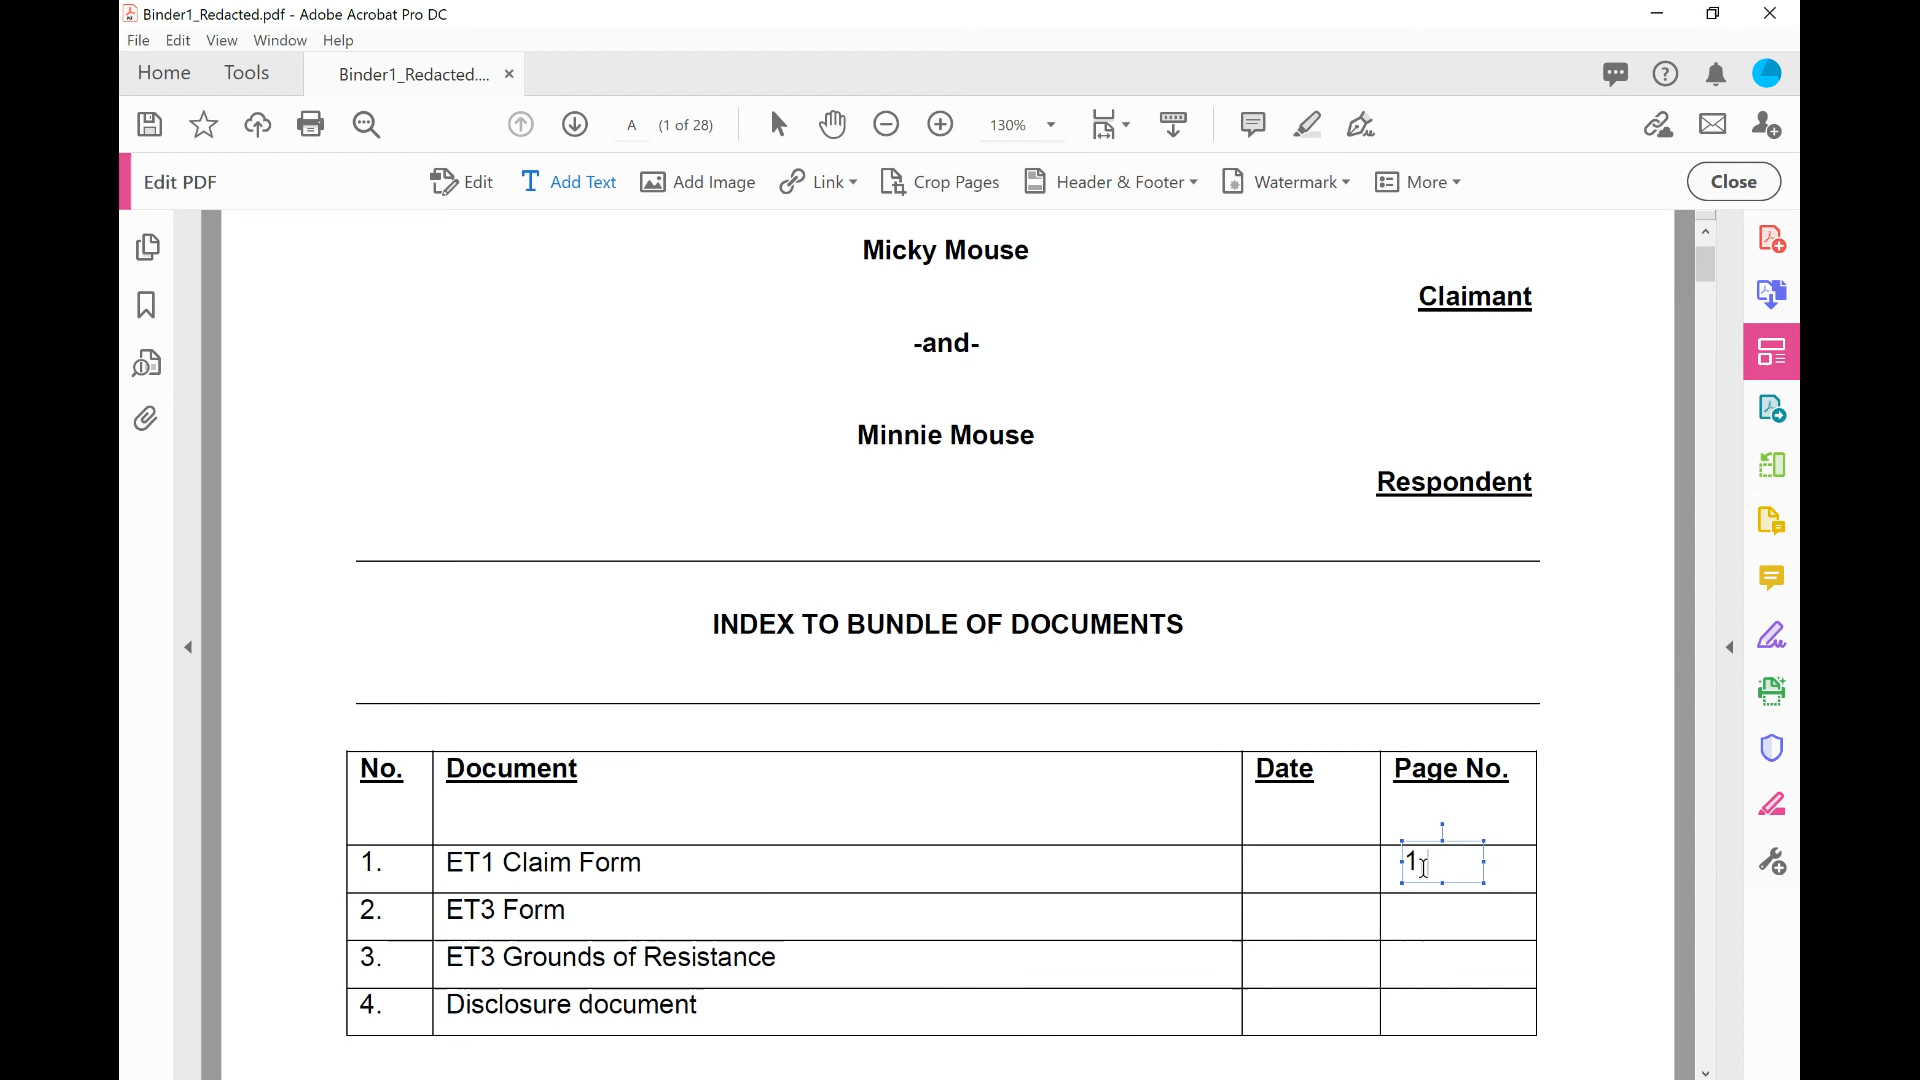 Binder1_Redacted.pdf - Adobe Acrobat Pro DC
File Edit View Window Help
Home Tools Binder1_Redacted.... ×
A (1 of 28) 130%
Edit PDF Edit Add Text Add Image Link Crop Pages Header & Footer Watermark More Close
Micky Mouse
Claimant
-and-
Minnie Mouse
Respondent
INDEX TO BUNDLE OF DOCUMENTS
No. Document Date Page No.
1. ET1 Claim Form 1
2. ET3 Form
3. ET3 Grounds of Resistance
4. Disclosure document